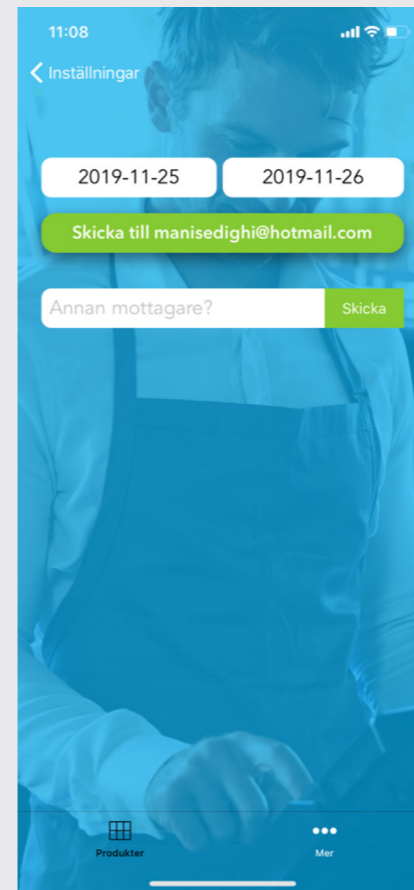 11:08
Inställningar
2019-11-25 2019-11-26
Skicka till manisedighi@hotmail.com
Annan mottagare? Skicka
Produkter Mer